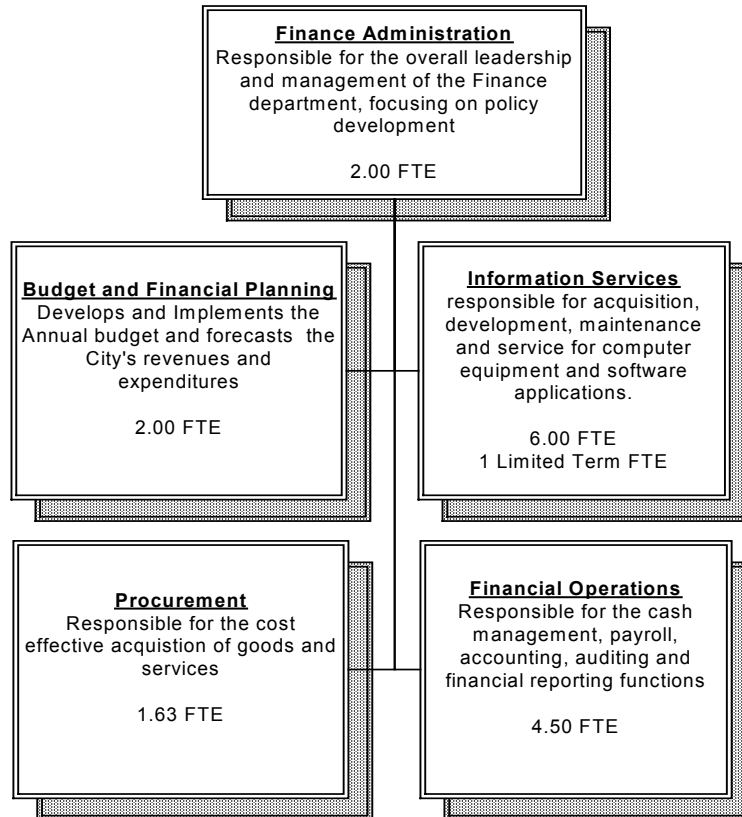 Finance Administration
Responsible for the overall leadership
and management of the Finance
department, focusing on policy
development
2.00 FTE
Budget and Financial Planning
Develops and Implements the
Annual budget and forecasts the
City's revenues and
expenditures
2.00 FTE
Information Services
responsible for acquisition,
development, maintenance
and service for computer
equipment and software
applications.
6.00 FTE
1 Limited Term FTE
Procurement
Responsible for the cost
effective acquistion of goods and
services
1.63 FTE
Financial Operations
Responsible for the cash
management, payroll,
accounting, auditing and
financial reporting functions
4.50 FTE